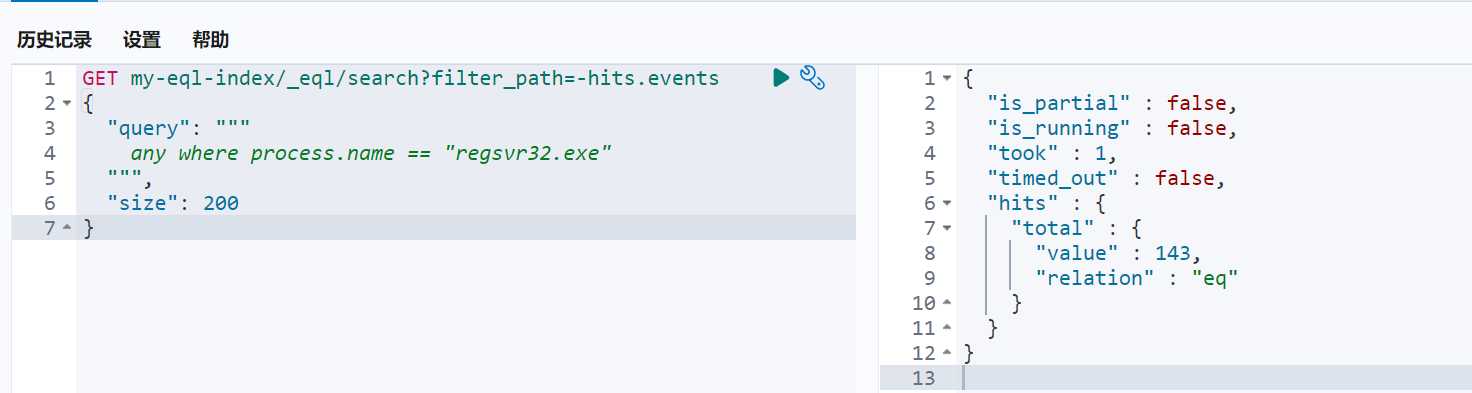 历史记录 设置 帮助
1 GET my-eql-index/_eql/search?filter_path=-hits.events
2 {
3 "query": """
4 any where process.name == "regsvr32.exe"
5 """,
6 "size": 200
7 }
1 {
2 "is_partial" : false,
3 "is_running" : false,
4 "took" : 1,
5 "timed_out" : false,
6 "hits" : {
7 "total" : {
8 "value" : 143,
9 "relation" : "eq"
10 }
11 }
12 }
13